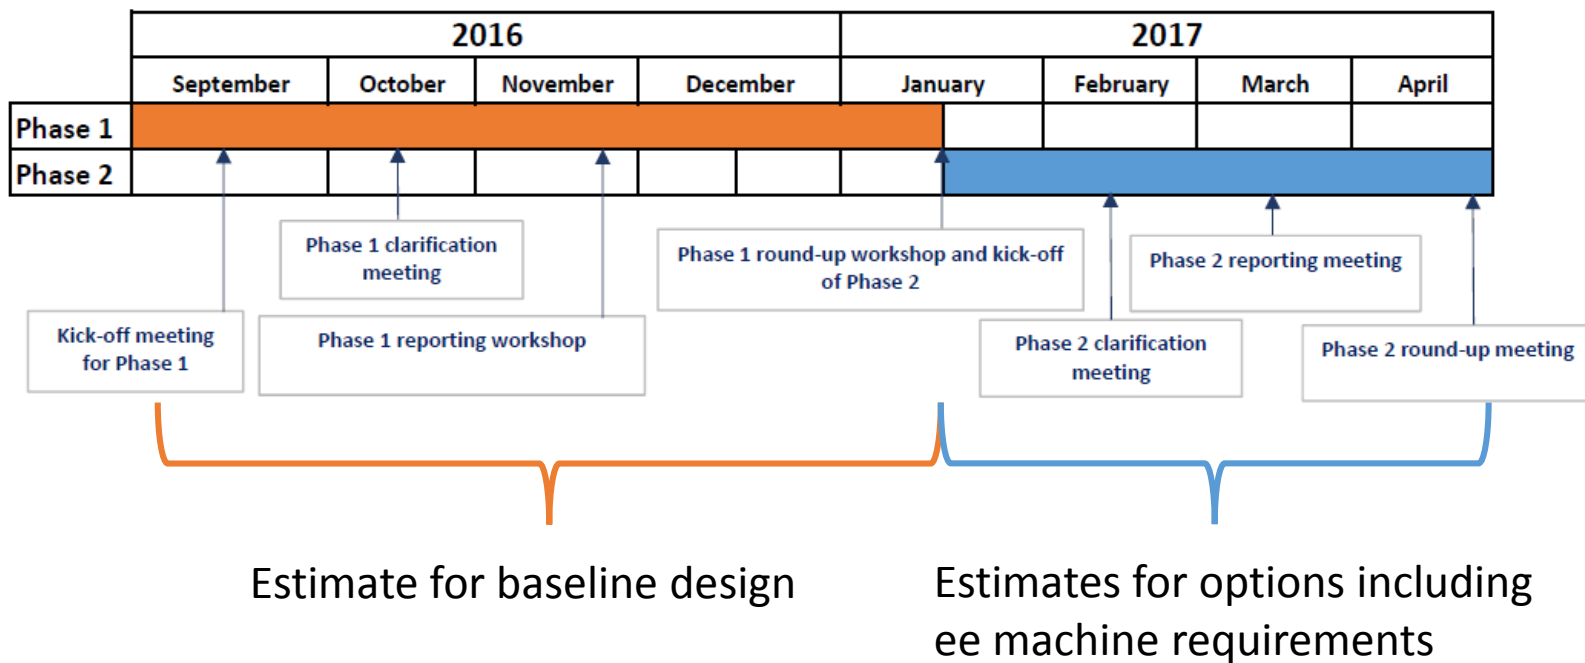 2016 2017
September October November December January February March April
Phase 1
Phase 2
Phase 1 clarification
meeting
Phase 1 round-up workshop and kick-off
of Phase 2
Phase 2 reporting meeting
Kick-off meeting
for Phase 1
Phase 1 reporting workshop
Phase 2 clarification
meeting
Phase 2 round-up meeting
Estimate for baseline design
Estimates for options including
ee machine requirements